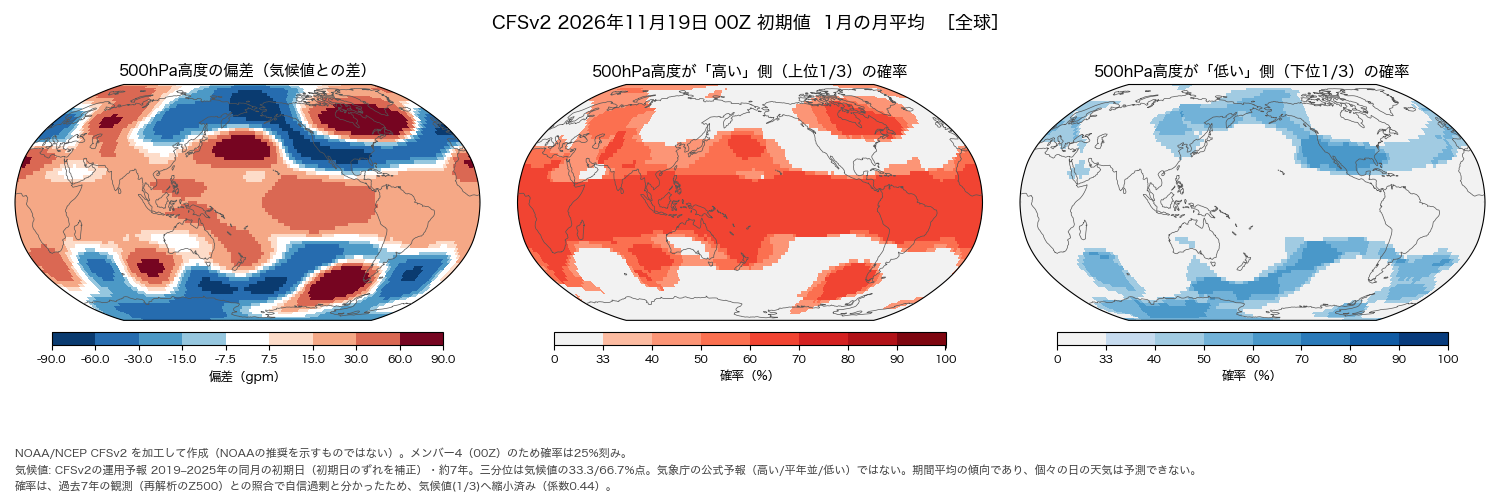 CFSv2 2026年11月19日 00Z 初期値 1月の月平均 ［全球］
500hPa高度の偏差（気候値との差）
500hPa高度が「高い」側（上位1/3）の確率
500hPa高度が「低い」側（下位1/3）の確率
-90.0 -60.0 -30.0 -15.0 -7.5 7.5 15.0 30.0 60.0 90.0
偏差（gpm）
0 33 40 50 60 70 80 90 100
確率（%）
0 33 40 50 60 70 80 90 100
確率（%）
NOAA/NCEP CFSv2 を加工して作成（NOAAの推奨を示すものではない）。メンバー4（00Z）のため確率は25%刻み。
気候値: CFSv2の運用予報 2019–2025年の同月の初期日（初期日のずれを補正）・約7年。三分位は気候値の33.3/66.7%点。気象庁の公式予報（高い/平年並/低い）ではない。期間平均の傾向であり、個々の日の天気は予測できない。
確率は、過去7年の観測（再解析のZ500）との照合で自信過剰と分かったため、気候値(1/3)へ縮小済み（係数0.44）。